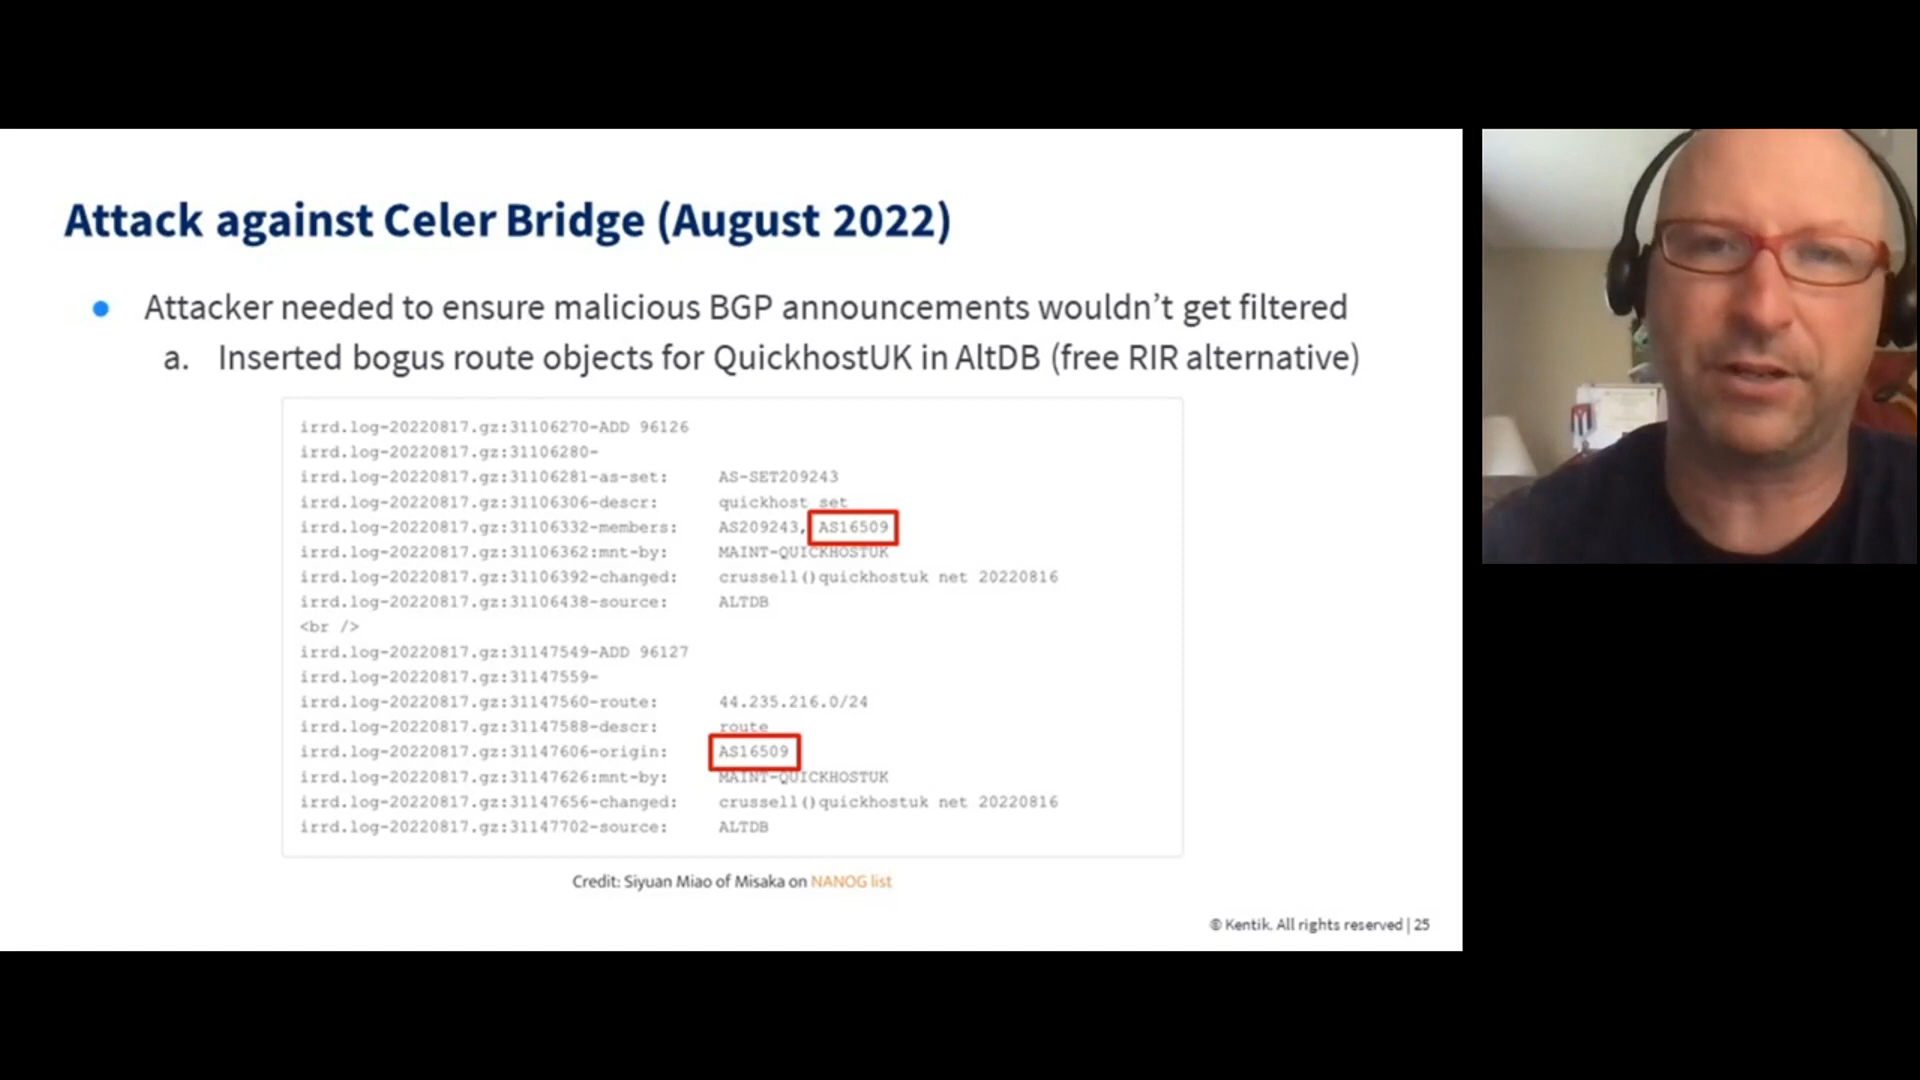 Attack against Celer Bridge (August 2022)
● Attacker needed to ensure malicious BGP announcements wouldn't get filtered
a. Inserted bogus route objects for QuickhostUK in AltDB (free RIR alternative)
irrd.log-20220817.gz:31106270-ADD 96126
irrd.log-20220817.gz:31106280-
irrd.log-20220817.gz:31106281-as-set: AS-SET209243
irrd.log-20220817.gz:31106306-descr: quickhost set
irrd.log-20220817.gz:31106332-members: AS209243, AS16509
irrd.log-20220817.gz:31106362:mnt-by: MAINT-QUICKHOSTUK
irrd.log-20220817.gz:31106392-changed: crussell()quickhostuk net 20220816
irrd.log-20220817.gz:31106438-source: ALTDB
<br />
irrd.log-20220817.gz:31147549-ADD 96127
irrd.log-20220817.gz:31147559-
irrd.log-20220817.gz:31147560-route: 44.235.216.0/24
irrd.log-20220817.gz:31147588-descr: route
irrd.log-20220817.gz:31147606-origin: AS16509
irrd.log-20220817.gz:31147626:mnt-by: MAINT-QUICKHOSTUK
irrd.log-20220817.gz:31147656-changed: crussell()quickhostuk net 20220816
irrd.log-20220817.gz:31147702-source: ALTDB
Credit: Siyuan Miao of Misaka on NANOG list
© Kentik. All rights reserved | 25